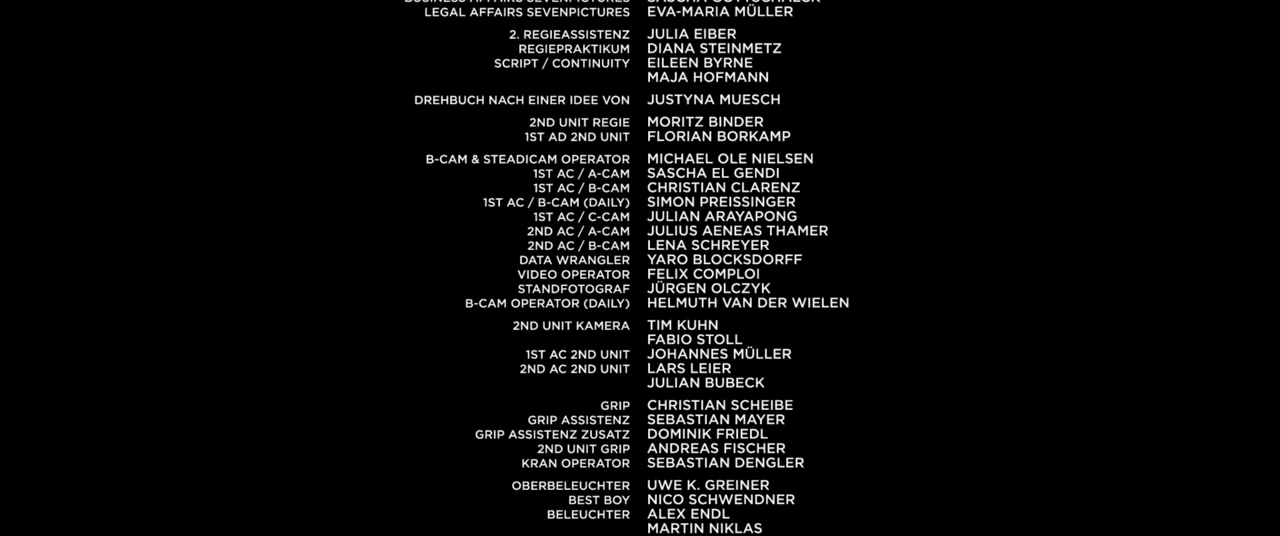 LEGAL AFFAIRS SEVENPICTURES EVA-MARIA MÜLLER
2. REGIEASSISTENZ JULIA EIBER
REGIEPRAKTIKUM DIANA STEINMETZ
SCRIPT / CONTINUITY EILEEN BYRNE
MAJA HOFMANN
DREHBUCH NACH EINER IDEE VON JUSTYNA MUESCH
2ND UNIT REGIE MORITZ BINDER
1ST AD 2ND UNIT FLORIAN BORKAMP
B-CAM & STEADICAM OPERATOR MICHAEL OLE NIELSEN
1ST AC / A-CAM SASCHA EL GENDI
1ST AC / B-CAM CHRISTIAN CLARENZ
1ST AC / B-CAM (DAILY) SIMON PREISSINGER
1ST AC / C-CAM JULIAN ARAYAPONG
2ND AC / A-CAM JULIUS AENEAS THAMER
2ND AC / B-CAM LENA SCHREYER
DATA WRANGLER YARO BLOCKSDORFF
VIDEO OPERATOR FELIX COMPLOI
STANDFOTOGRAF JÜRGEN OLCZYK
B-CAM OPERATOR (DAILY) HELMUTH VAN DER WIELEN
2ND UNIT KAMERA TIM KUHN
FABIO STOLL
1ST AC 2ND UNIT JOHANNES MÜLLER
2ND AC 2ND UNIT LARS LEIER
JULIAN BUBECK
GRIP CHRISTIAN SCHEIBE
GRIP ASSISTENZ SEBASTIAN MAYER
GRIP ASSISTENZ ZUSATZ DOMINIK FRIEDL
2ND UNIT GRIP ANDREAS FISCHER
KRAN OPERATOR SEBASTIAN DENGLER
OBERBELEUCHTER UWE K. GREINER
BEST BOY NICO SCHWENDNER
BELEUCHTER ALEX ENDL
MARTIN NIKLAS